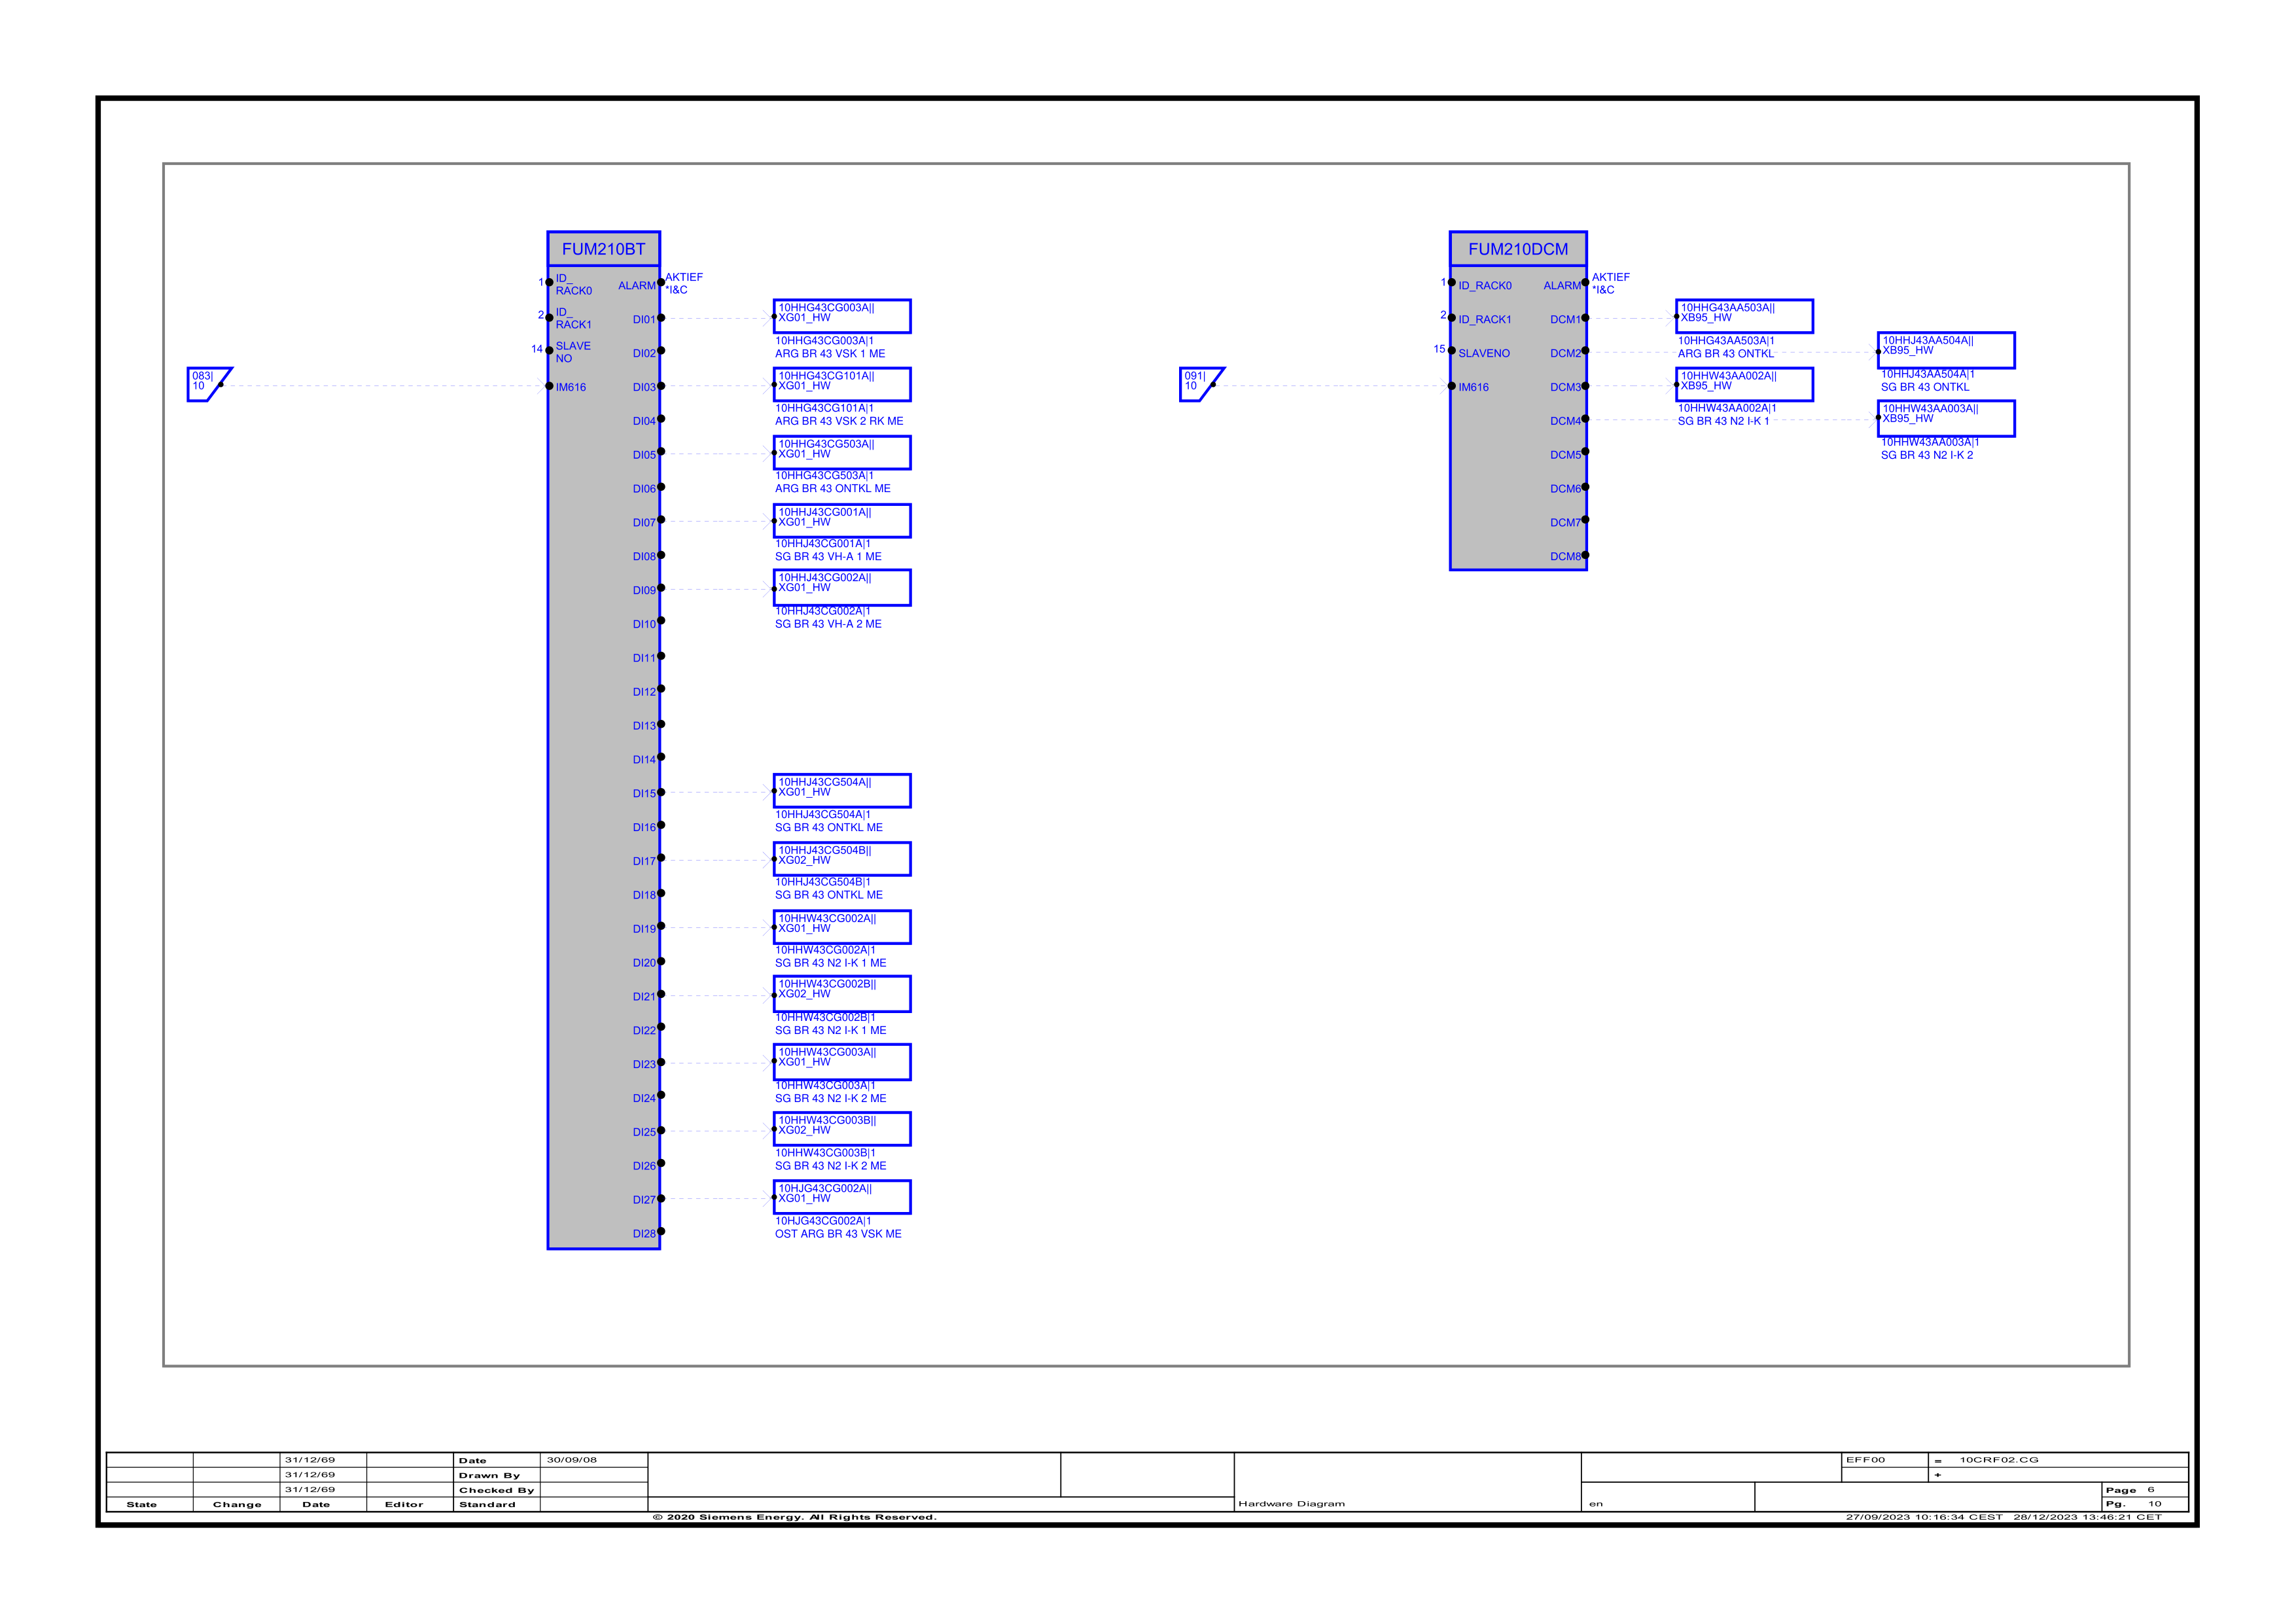 FUM210BT
1 ID_
RACK0
ALARM
AKTIEF
*I&C
2 ID_
RACK1
14 SLAVE
NO
083|
10
IM616
DI01
10HHG43CG003A||
XG01_HW
10HHG43CG003A|1
ARG BR 43 VSK 1 ME
DI02
DI03
10HHG43CG101A||
XG01_HW
10HHG43CG101A|1
ARG BR 43 VSK 2 RK ME
DI04
DI05
10HHG43CG503A||
XG01_HW
10HHG43CG503A|1
ARG BR 43 ONTKL ME
DI06
DI07
10HHJ43CG001A||
XG01_HW
10HHJ43CG001A|1
SG BR 43 VH-A 1 ME
DI08
DI09
10HHJ43CG002A||
XG01_HW
10HHJ43CG002A|1
SG BR 43 VH-A 2 ME
DI10
DI11
DI12
DI13
DI14
DI15
10HHJ43CG504A||
XG01_HW
10HHJ43CG504A|1
SG BR 43 ONTKL ME
DI16
DI17
10HHJ43CG504B||
XG02_HW
10HHJ43CG504B|1
SG BR 43 ONTKL ME
DI18
DI19
10HHW43CG002A||
XG01_HW
10HHW43CG002A|1
SG BR 43 N2 I-K 1 ME
DI20
DI21
10HHW43CG002B||
XG02_HW
10HHW43CG002B|1
SG BR 43 N2 I-K 1 ME
DI22
DI23
10HHW43CG003A||
XG01_HW
10HHW43CG003A|1
SG BR 43 N2 I-K 2 ME
DI24
DI25
10HHW43CG003B||
XG02_HW
10HHW43CG003B|1
SG BR 43 N2 I-K 2 ME
DI26
DI27
10HJG43CG002A||
XG01_HW
10HJG43CG002A|1
OST ARG BR 43 VSK ME
DI28
FUM210DCM
1 ID_RACK0
ALARM
AKTIEF
*I&C
2 ID_RACK1
15 SLAVENO
091|
10
IM616
DCM1
10HHG43AA503A||
XB95_HW
10HHG43AA503A|1
ARG BR 43 ONTKL
DCM2
10HHJ43AA504A||
XB95_HW
10HHJ43AA504A|1
SG BR 43 ONTKL
DCM3
10HHW43AA002A||
XB95_HW
10HHW43AA002A|1
SG BR 43 N2 I-K 1
DCM4
10HHW43AA003A||
XB95_HW
10HHW43AA003A|1
SG BR 43 N2 I-K 2
DCM5
DCM6
DCM7
DCM8
31/12/69 Date 30/09/08 EFF00 = 10CRF02.CG
31/12/69 Drawn By +
31/12/69 Checked By Page 6
State Change Date Editor Standard Hardware Diagram en Pg. 10
© 2020 Siemens Energy. All Rights Reserved. 27/09/2023 10:16:34 CEST 28/12/2023 13:46:21 CET